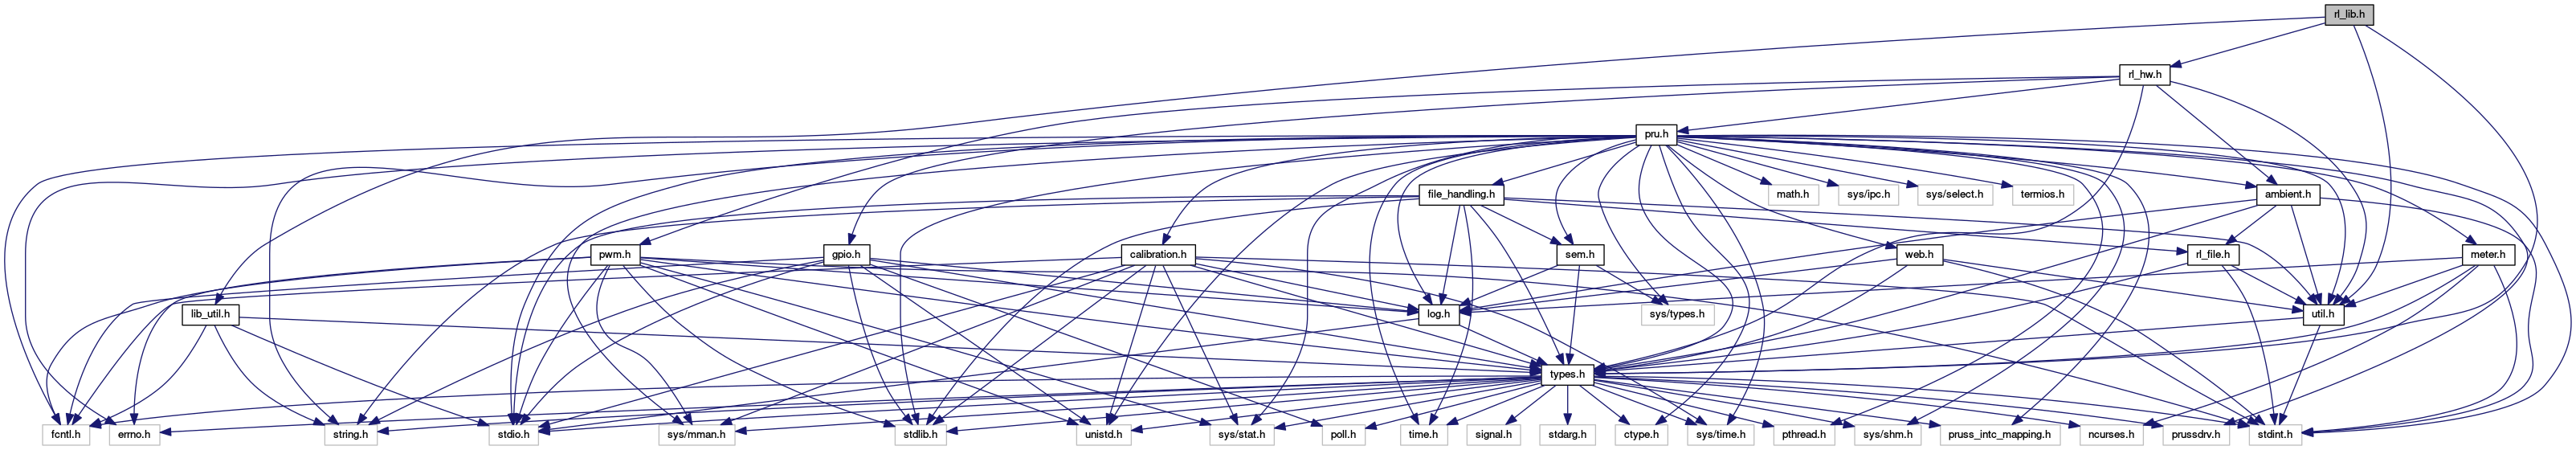 rl_lib.h
rl_hw.h
pru.h
file_handling.h
math.h
sys/ipc.h
sys/select.h
termios.h
ambient.h
pwm.h
gpio.h
calibration.h
sem.h
web.h
rl_file.h
meter.h
lib_util.h
log.h
sys/types.h
util.h
types.h
fcntl.h
errno.h
string.h
stdio.h
sys/mman.h
stdlib.h
unistd.h
sys/stat.h
poll.h
time.h
signal.h
stdarg.h
ctype.h
sys/time.h
pthread.h
sys/shm.h
pruss_intc_mapping.h
ncurses.h
prussdrv.h
stdint.h